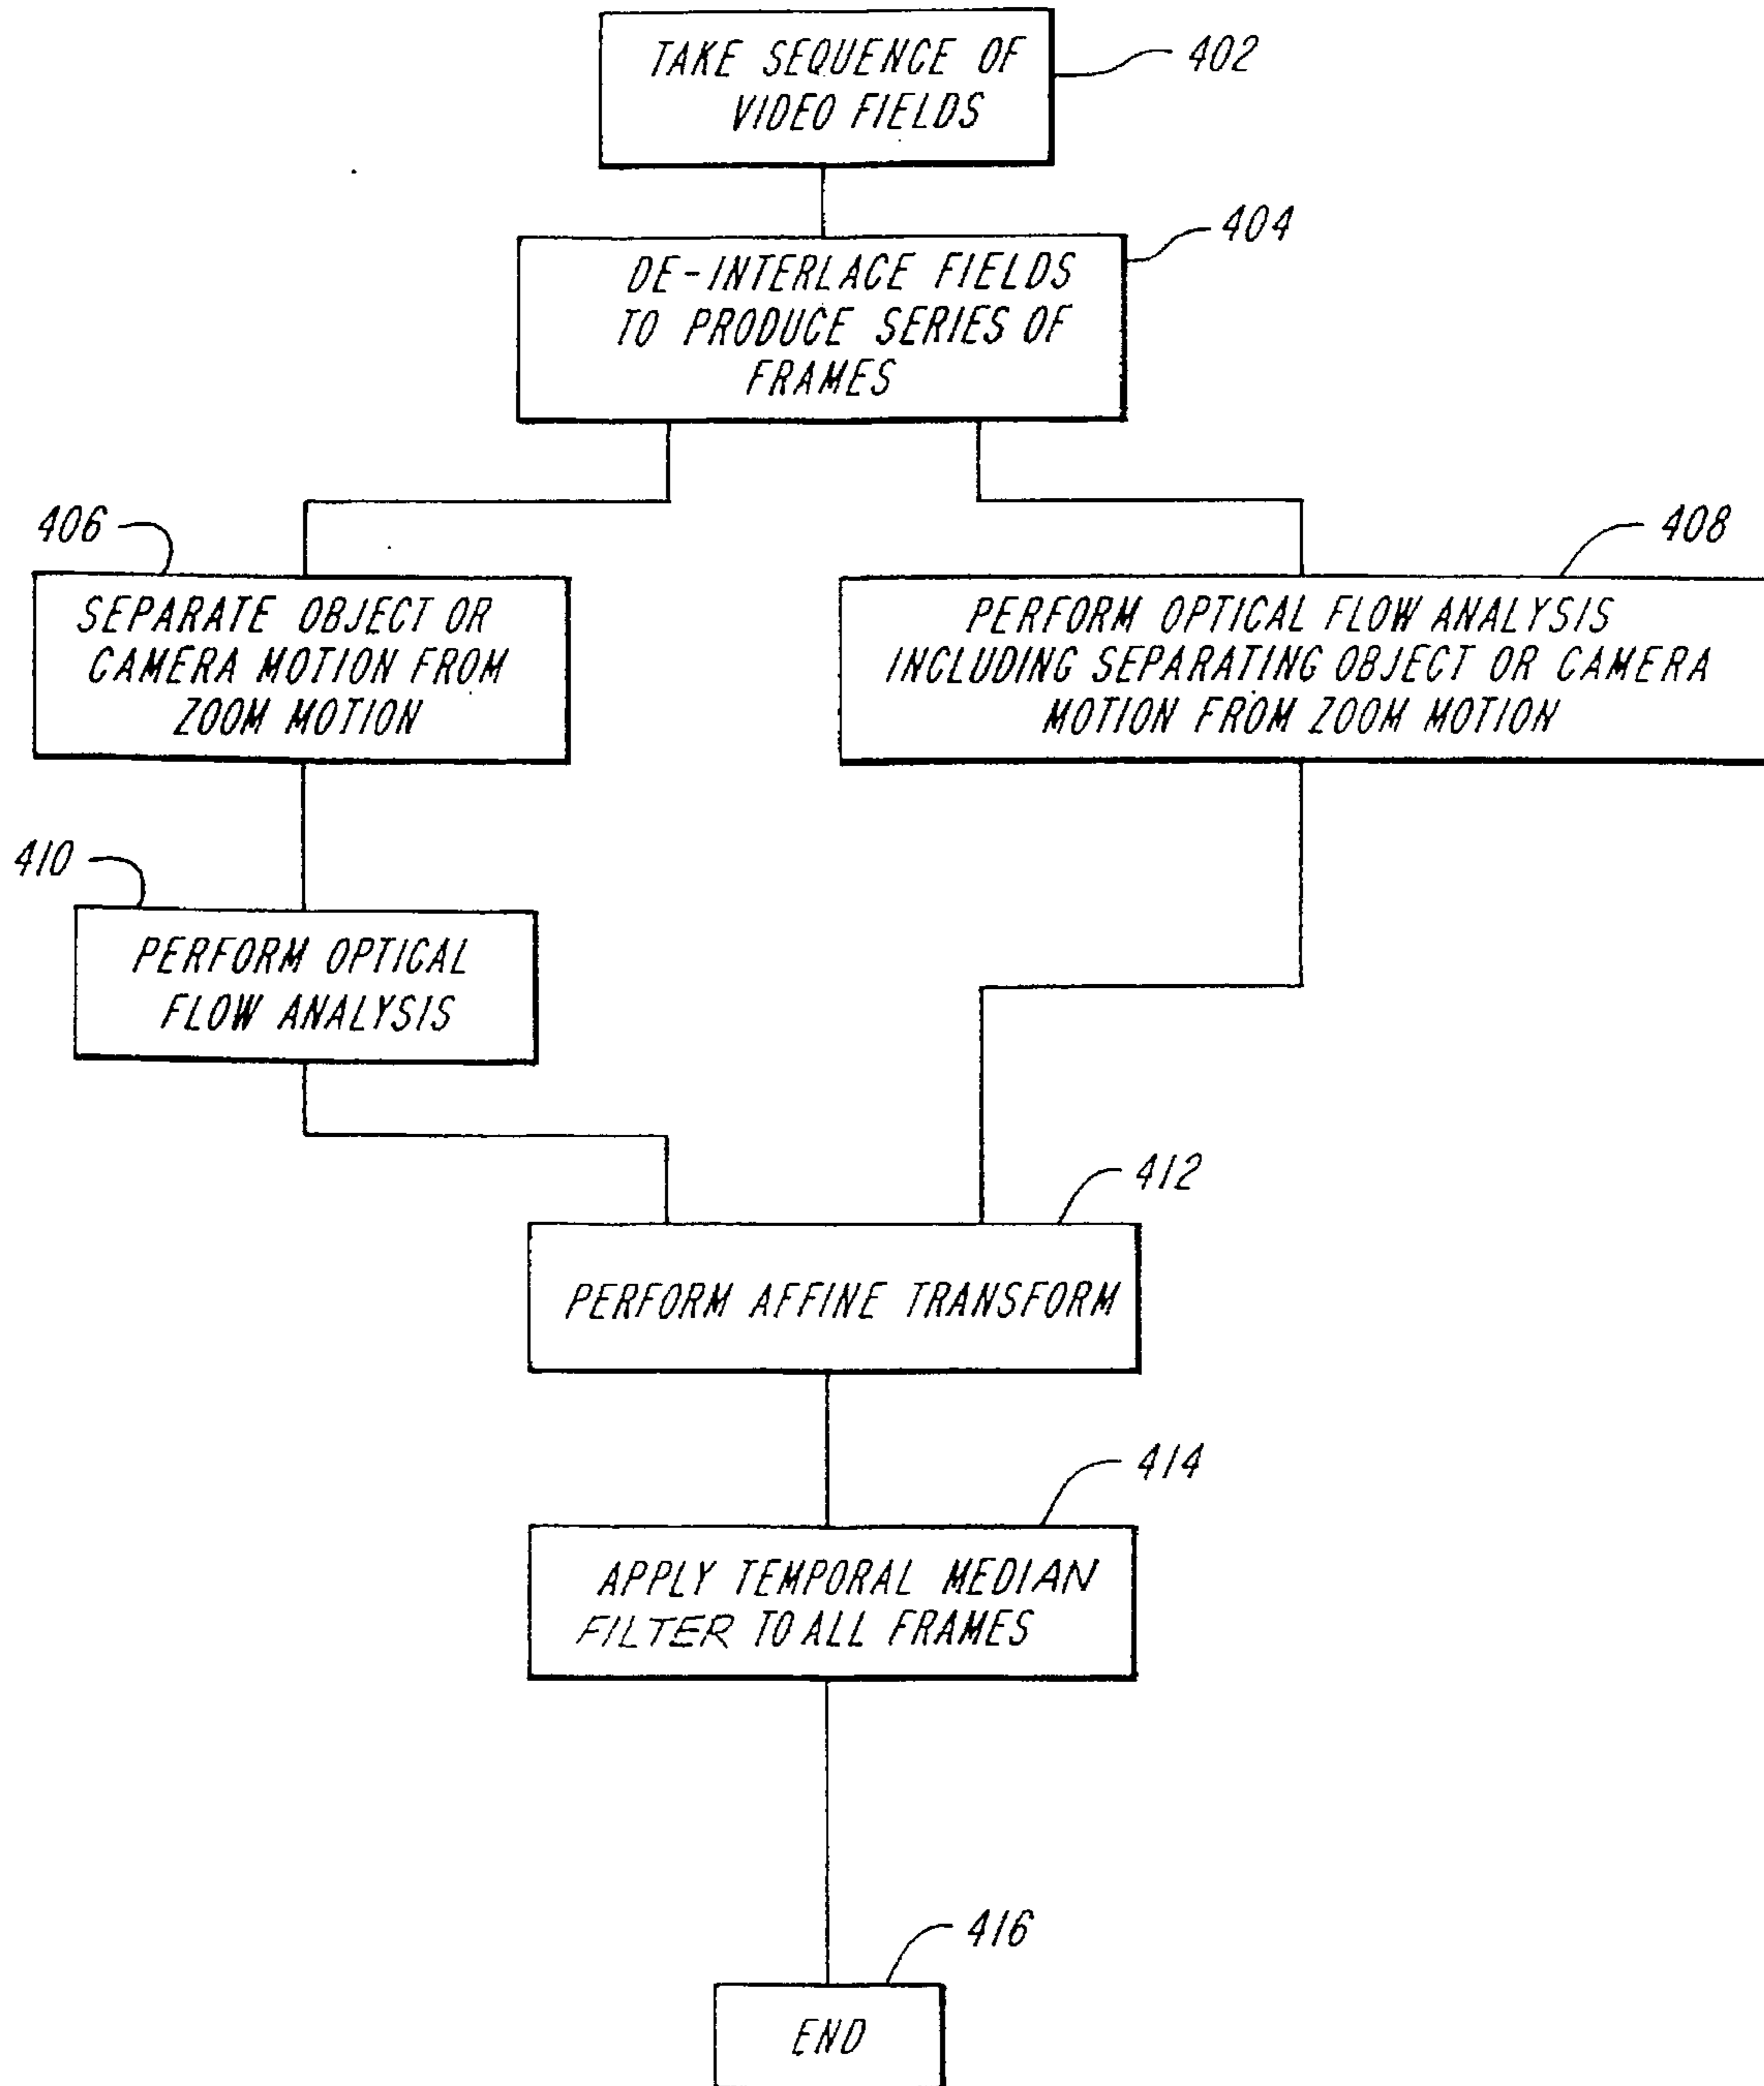 TAKE SEQUENCE OF
VIDEO FIELDS
402
DE-INTERLACE FIELDS
TO PRODUCE SERIES OF
FRAMES
404
406
SEPARATE OBJECT OR
CAMERA MOTION FROM
ZOOM MOTION
408
PERFORM OPTICAL FLOW ANALYSIS
INCLUDING SEPARATING OBJECT OR CAMERA
MOTION FROM ZOOM MOTION
410
PERFORM OPTICAL
FLOW ANALYSIS
412
PERFORM AFFINE TRANSFORM
414
APPLY TEMPORAL MEDIAN
FILTER TO ALL FRAMES
416
END